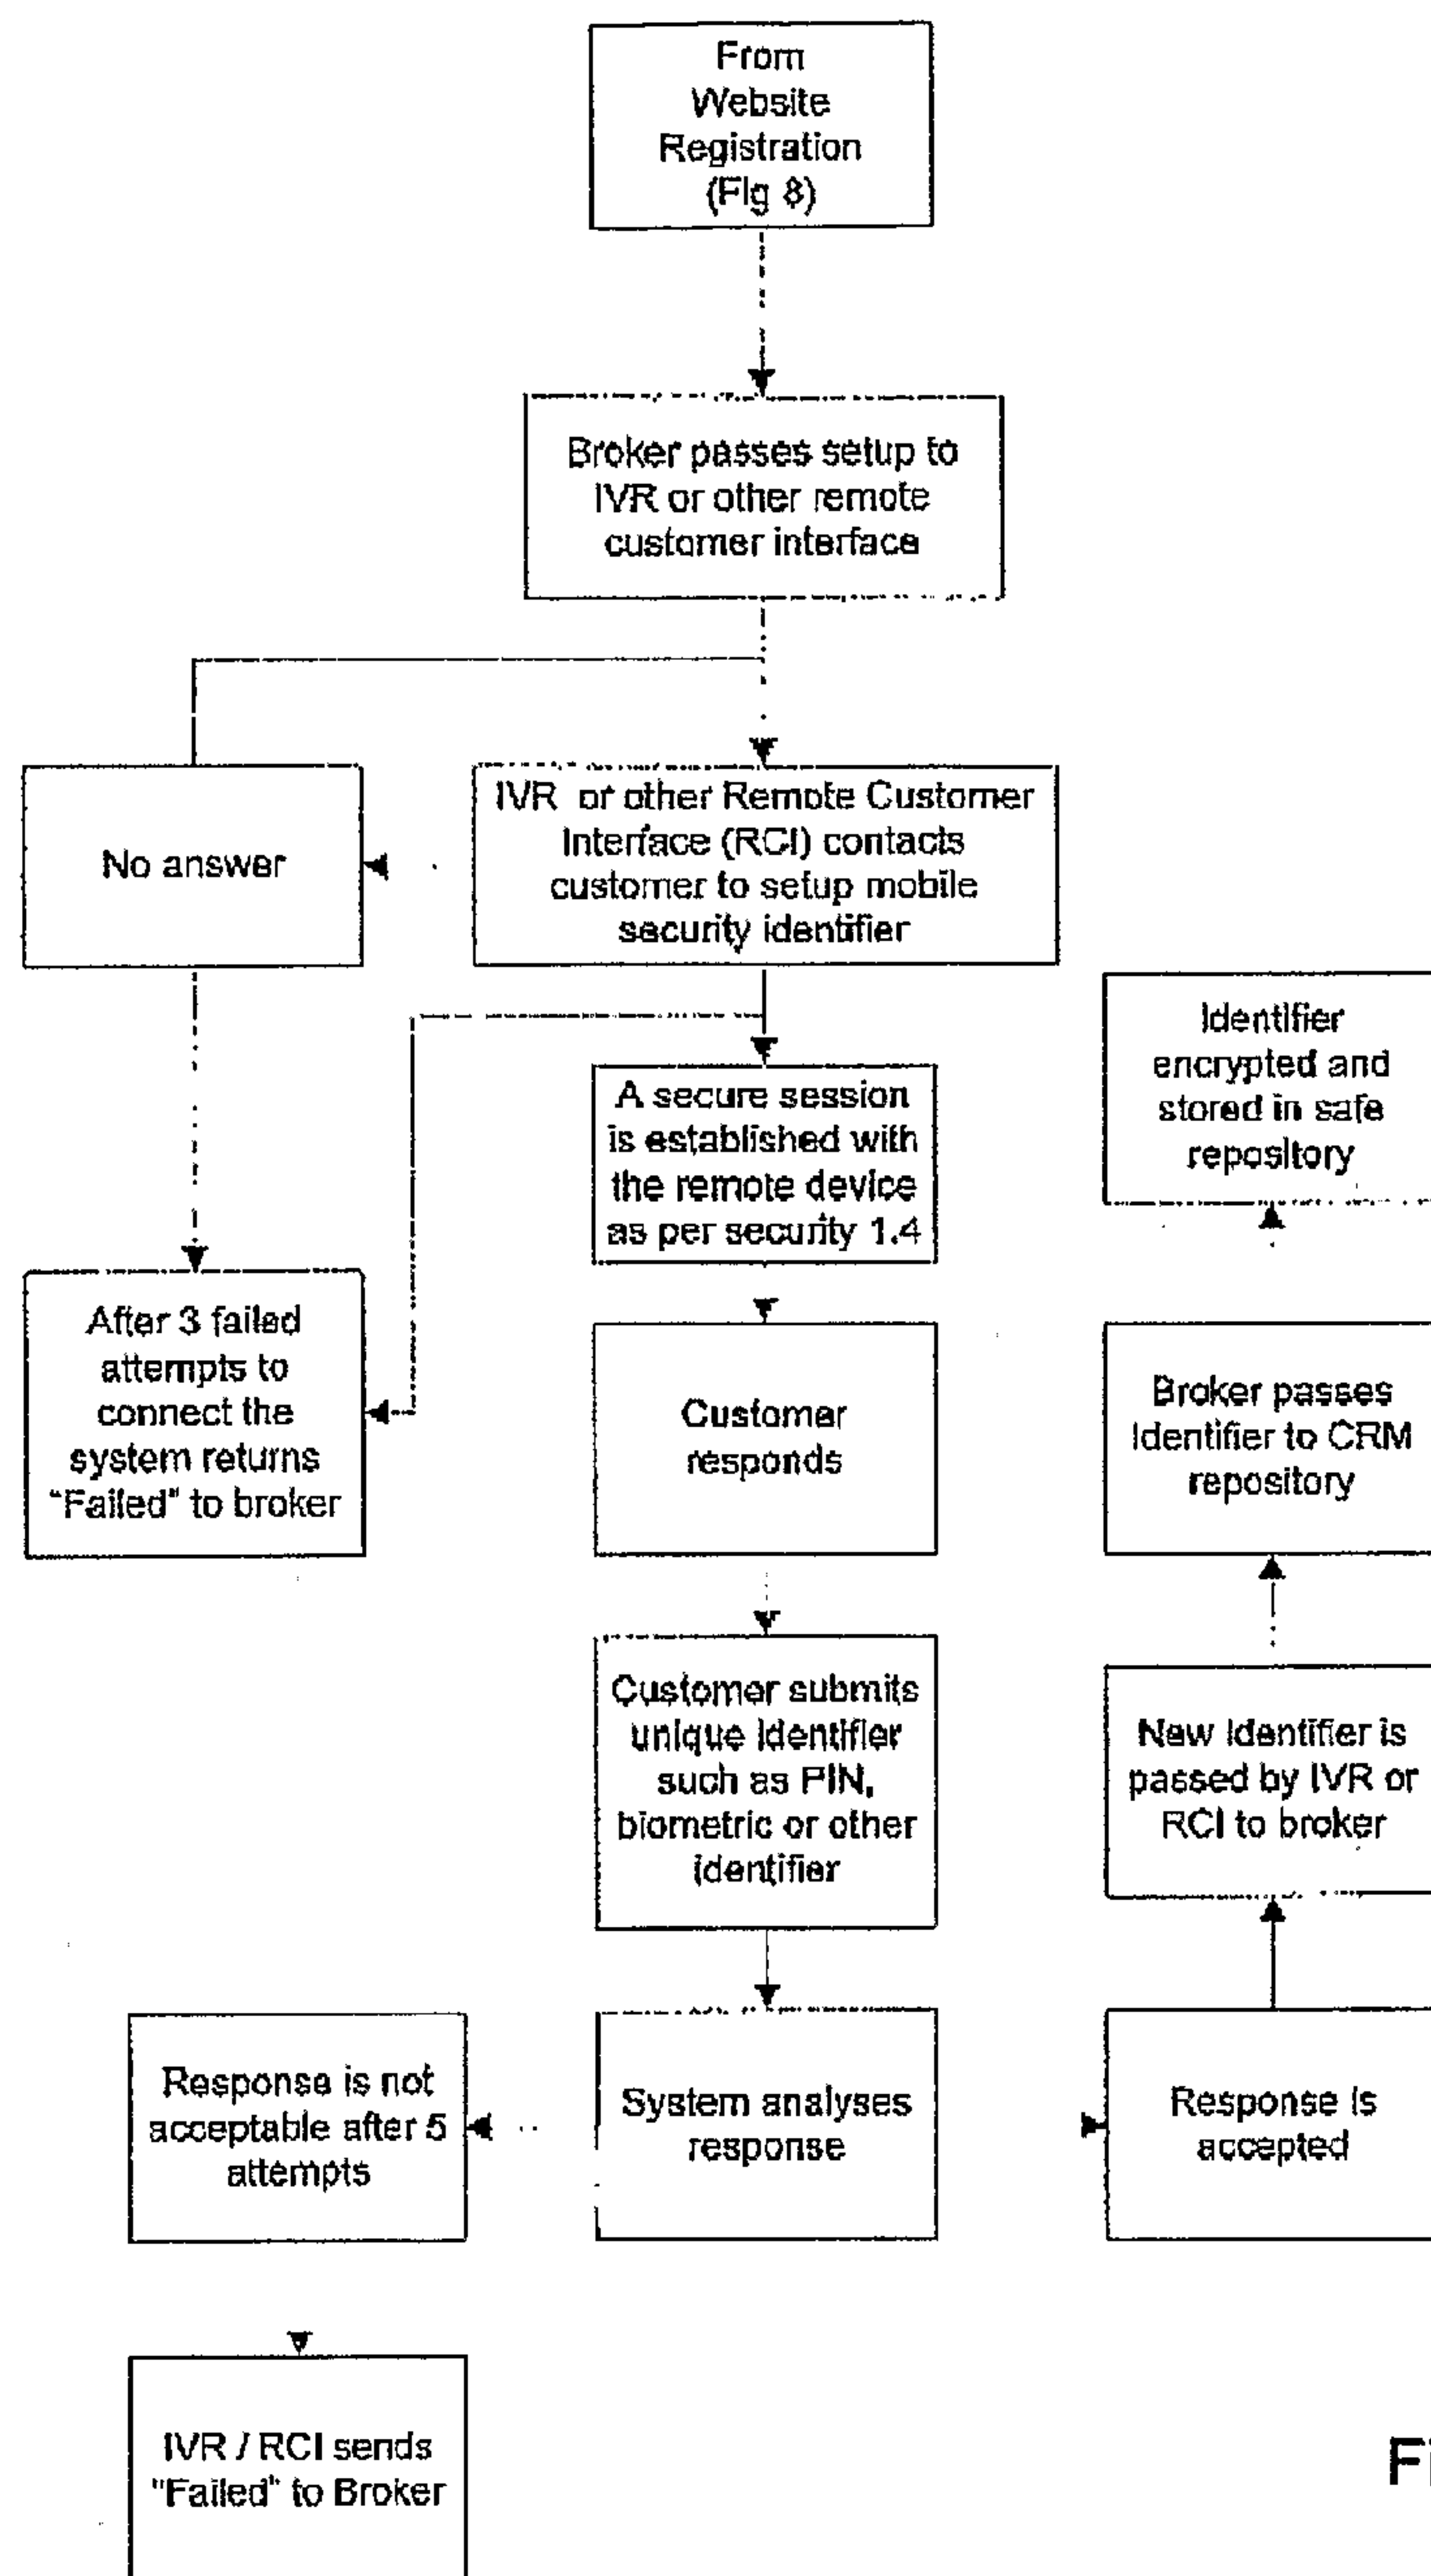 From
Website
Registration
(Fig 8)
Broker passes setup to
IVR or other remote
customer interface
No answer
IVR or other Remote Customer
Interface (RCI) contacts
customer to setup mobile
security identifier
A secure session
is established with
the remote device
as per security 1.4
Identifier
encrypted and
stored in safe
repository
After 3 failed
attempts to
connect the
system returns
"Failed" to broker
Customer
responds
Broker passes
Identifier to CRM
repository
Customer submits
unique identifier
such as PIN,
biometric or other
identifier
New Identifier is
passed by IVR or
RCI to broker
Response is not
acceptable after 5
attempts
System analyses
response
Response is
accepted
IVR / RCI sends
"Failed" to Broker
Fi